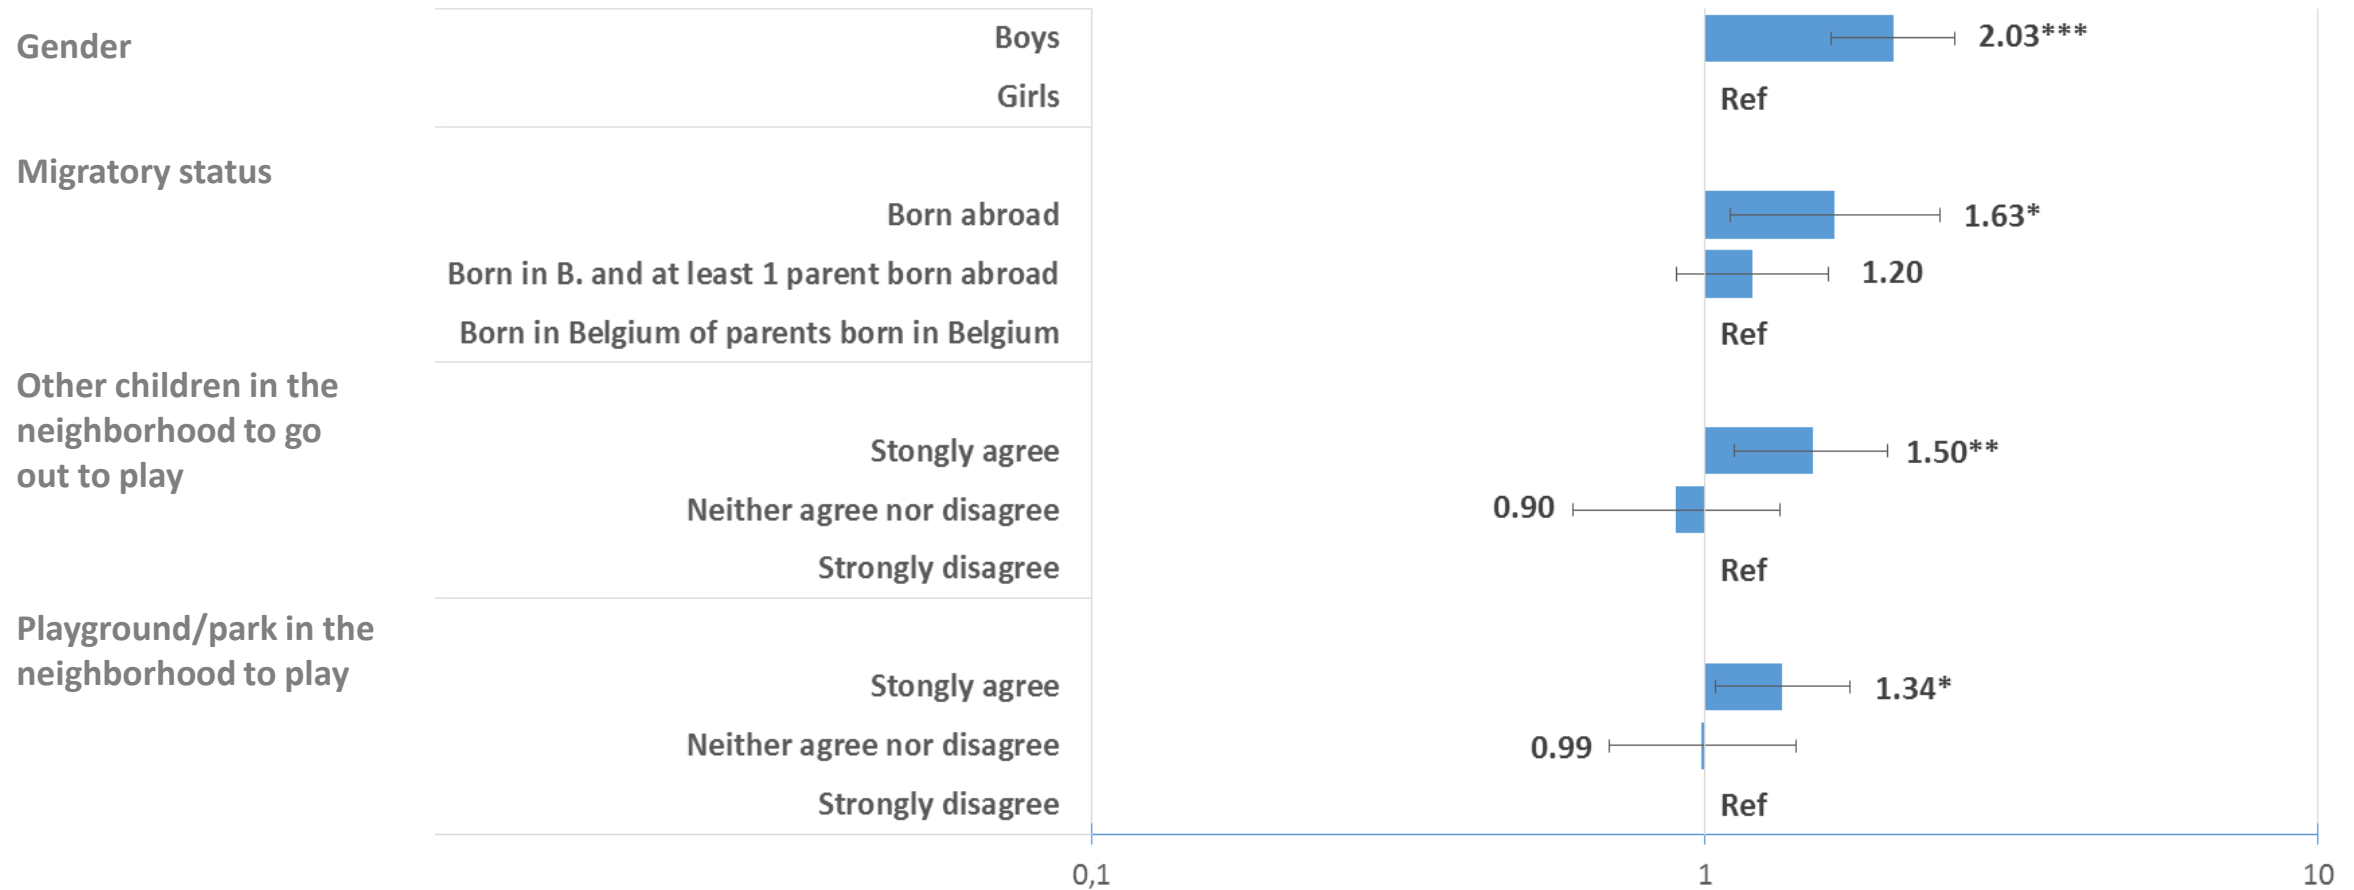 Gender
Boys
2.03***
Girls
Ref
Migratory status
Born abroad
1.63*
Born in B. and at least 1 parent born abroad
1.20
Born in Belgium of parents born in Belgium
Ref
Other children in the
neighborhood to go
out to play
Stongly agree
1.50**
Neither agree nor disagree
0.90
Strongly disagree
Ref
Playground/park in the
neighborhood to play
Stongly agree
1.34*
Neither agree nor disagree
0.99
Strongly disagree
Ref
0,1
1
10